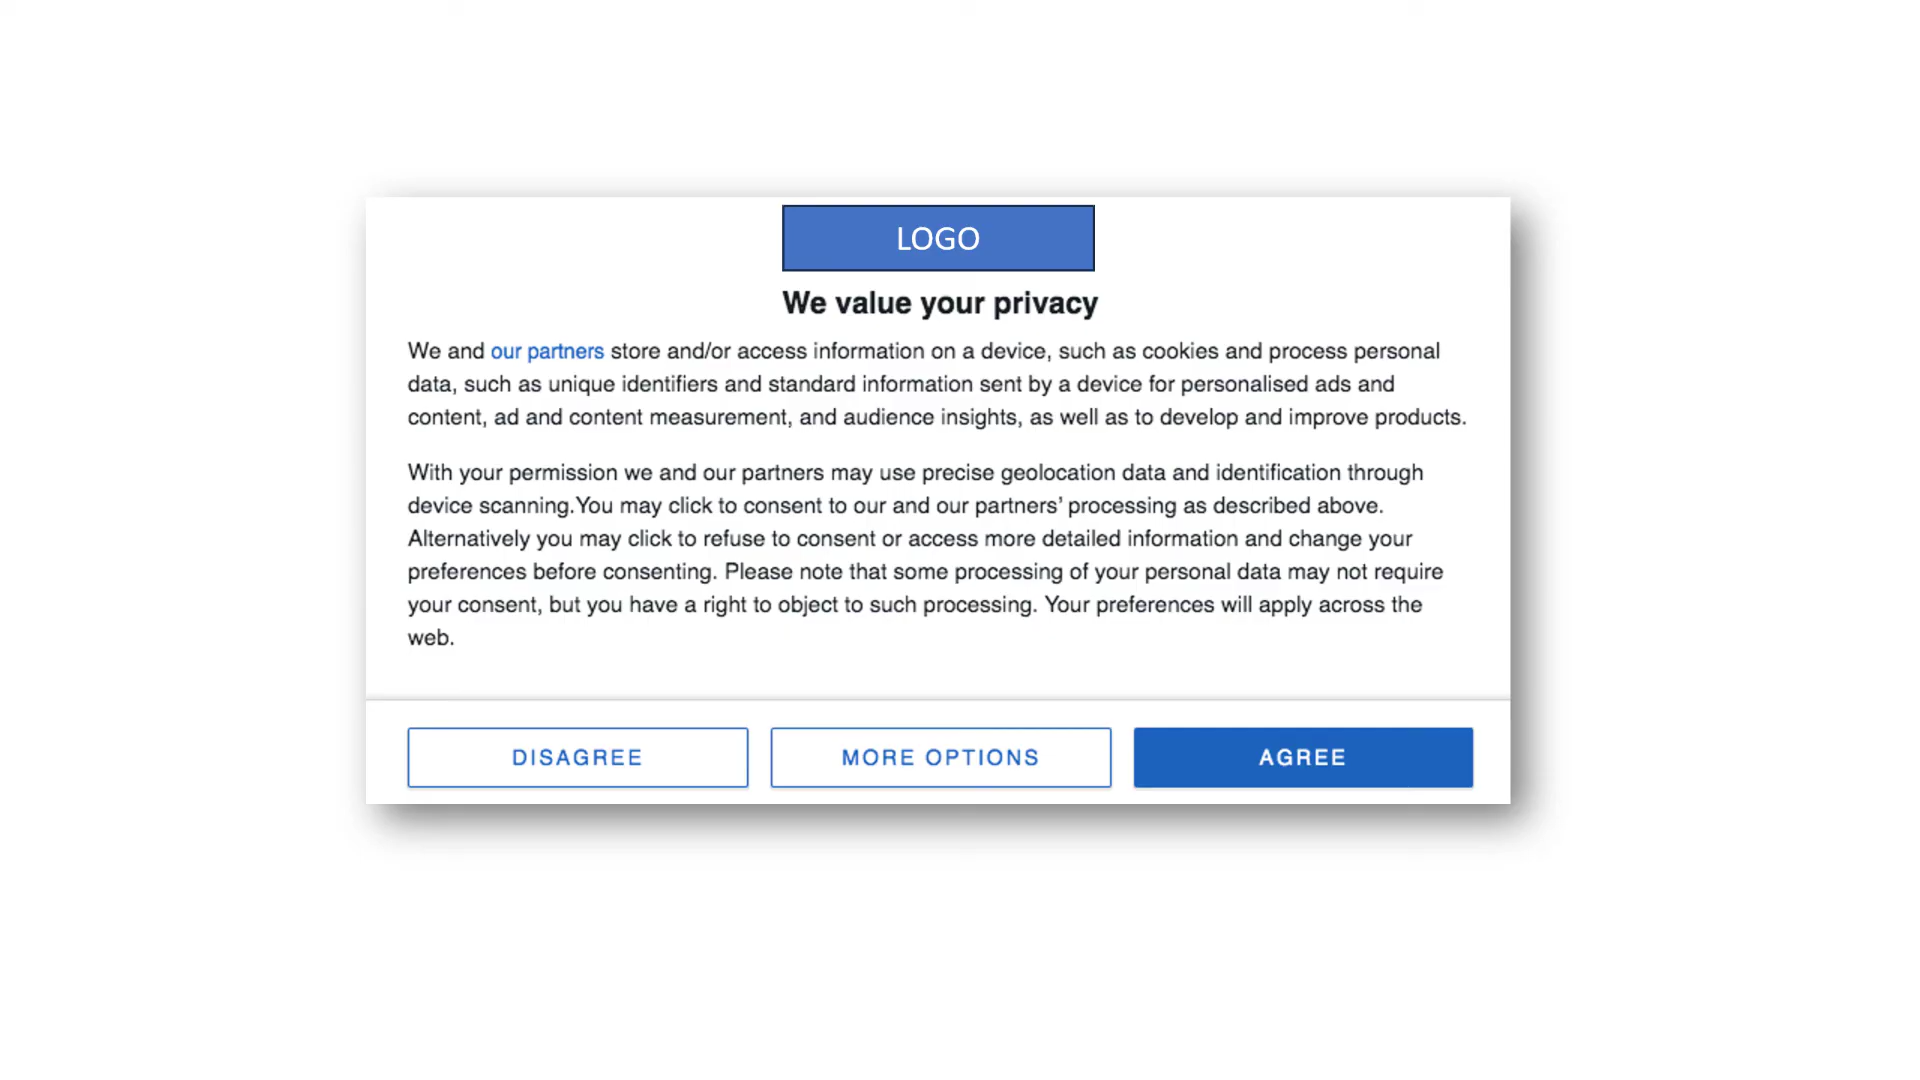 LOGO
We value your privacy
We and our partners store and/or access information on a device, such as cookies and process personal
data, such as unique identifiers and standard information sent by a device for personalised ads and
content, ad and content measurement, and audience insights, as well as to develop and improve products.
With your permission we and our partners may use precise geolocation data and identification through
device scanning.You may click to consent to our and our partners’ processing as described above.
Alternatively you may click to refuse to consent or access more detailed information and change your
preferences before consenting. Please note that some processing of your personal data may not require
your consent, but you have a right to object to such processing. Your preferences will apply across the
web.
DISAGREE
MORE OPTIONS
AGREE